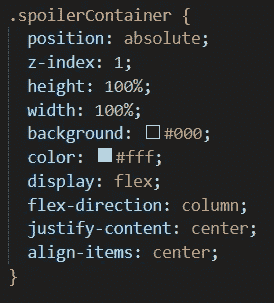 .spoilerContainer {
position: absolute;
z-index: 1;
height: 100%;
width: 100%;
background: #000;
color: #fff;
display: flex;
flex-direction: column;
justify-content: center;
align-items: center;
}